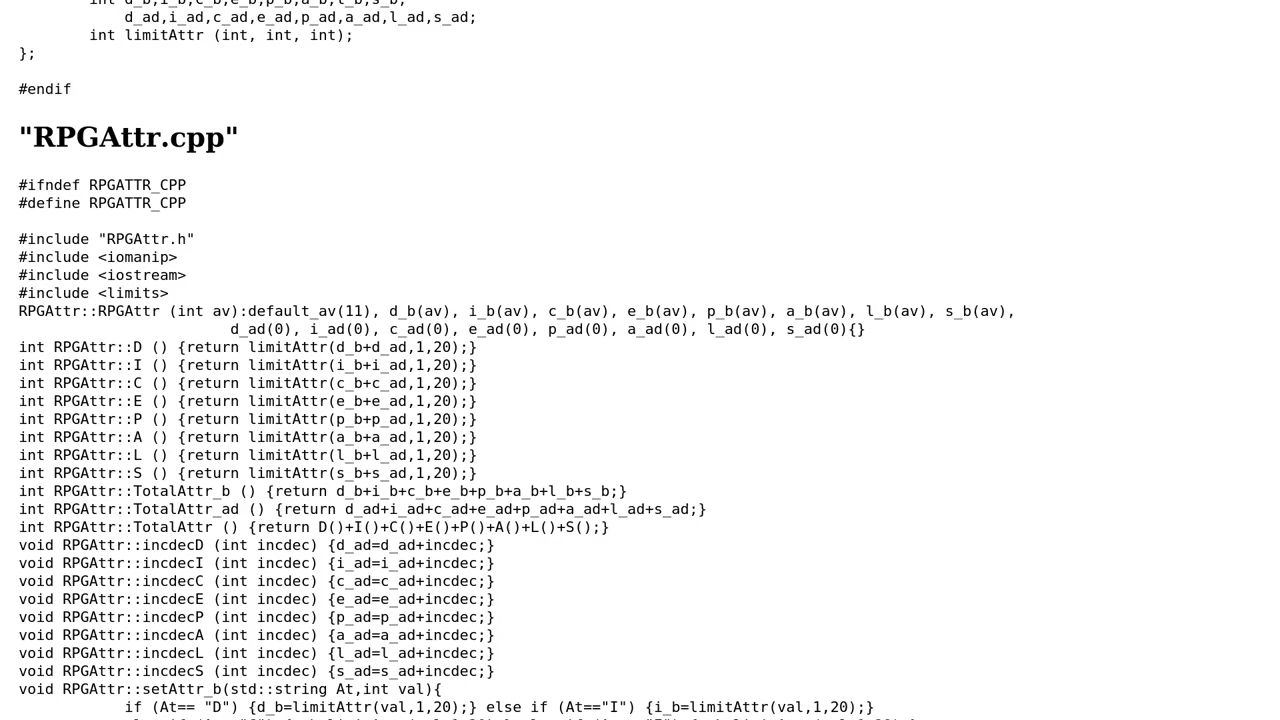 int d_b,i_b,c_b,e_b,p_b,a_b,l_b,s_b,
d_ad,i_ad,c_ad,e_ad,p_ad,a_ad,l_ad,s_ad;
int limitAttr (int, int, int);
};
#endif
"RPGAttr.cpp"
#ifndef RPGATTR_CPP
#define RPGATTR_CPP
#include "RPGAttr.h"
#include <iomanip>
#include <iostream>
#include <limits>
RPGAttr::RPGAttr (int av):default_av(11), d_b(av), i_b(av), c_b(av), e_b(av), p_b(av), a_b(av), l_b(av), s_b(av),
d_ad(0), i_ad(0), c_ad(0), e_ad(0), p_ad(0), a_ad(0), l_ad(0), s_ad(0){}
int RPGAttr::D () {return limitAttr(d_b+d_ad,1,20);}
int RPGAttr::I () {return limitAttr(i_b+i_ad,1,20);}
int RPGAttr::C () {return limitAttr(c_b+c_ad,1,20);}
int RPGAttr::E () {return limitAttr(e_b+e_ad,1,20);}
int RPGAttr::P () {return limitAttr(p_b+p_ad,1,20);}
int RPGAttr::A () {return limitAttr(a_b+a_ad,1,20);}
int RPGAttr::L () {return limitAttr(l_b+l_ad,1,20);}
int RPGAttr::S () {return limitAttr(s_b+s_ad,1,20);}
int RPGAttr::TotalAttr_b () {return d_b+i_b+c_b+e_b+p_b+a_b+l_b+s_b;}
int RPGAttr::TotalAttr_ad () {return d_ad+i_ad+c_ad+e_ad+p_ad+a_ad+l_ad+s_ad;}
int RPGAttr::TotalAttr () {return D()+I()+C()+E()+P()+A()+L()+S();}
void RPGAttr::incdecD (int incdec) {d_ad=d_ad+incdec;}
void RPGAttr::incdecI (int incdec) {i_ad=i_ad+incdec;}
void RPGAttr::incdecC (int incdec) {c_ad=c_ad+incdec;}
void RPGAttr::incdecE (int incdec) {e_ad=e_ad+incdec;}
void RPGAttr::incdecP (int incdec) {p_ad=p_ad+incdec;}
void RPGAttr::incdecA (int incdec) {a_ad=a_ad+incdec;}
void RPGAttr::incdecL (int incdec) {l_ad=l_ad+incdec;}
void RPGAttr::incdecS (int incdec) {s_ad=s_ad+incdec;}
void RPGAttr::setAttr_b(std::string At,int val){
if (At== "D") {d_b=limitAttr(val,1,20);} else if (At=="I") {i_b=limitAttr(val,1,20);}